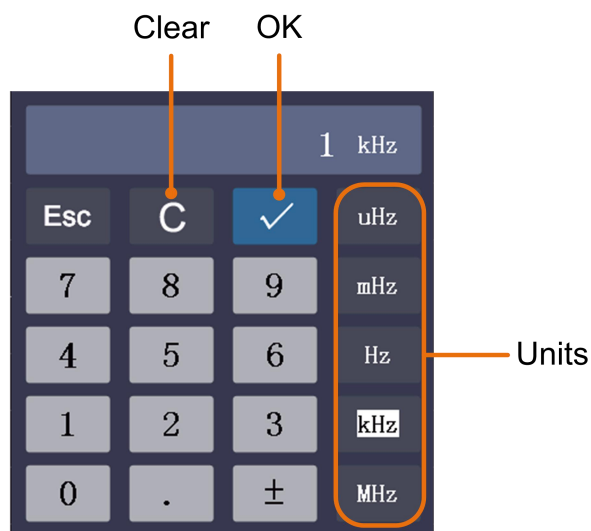 Clear OK
1 kHz
Esc C ✓ uHz
7 8 9 mHz
4 5 6 Hz
Units
1 2 3 kHz
0 . ± MHz